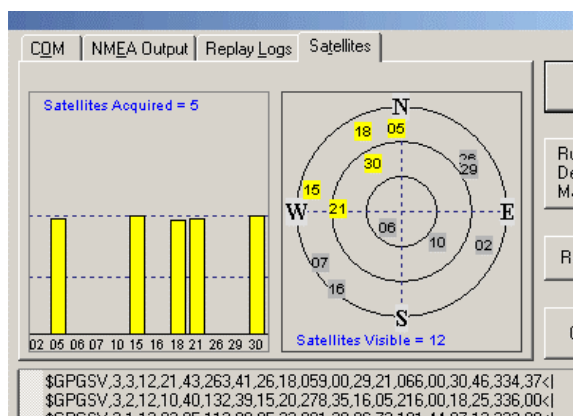 COM NMEA Output Replay Logs Satellites
Satellites Acquired = 5
02 05 06 07 10 15 16 18 21 26 29 30
N
18 05
30 26
29
15
W 21 E
06
10 02
07
16
S
Satellites Visible = 12
Ru
De
R
$GPGSV,3,3,12,21,43,263,41,26,18,059,00,29,21,066,00,30,46,334,37<|
$GPGSV,3,2,12,10,40,132,39,15,20,278,35,16,05,216,00,18,25,336,00<|